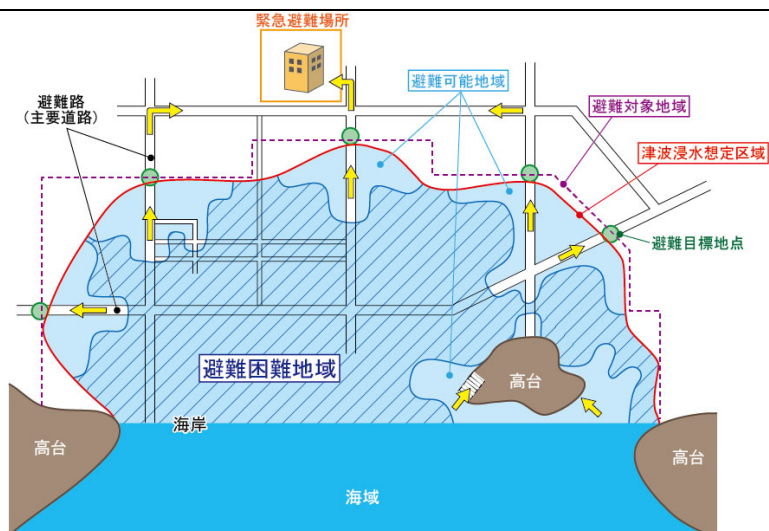 緊急避難場所
避難可能地域
避難路
(主要道路)
避難対象地域
津波浸水想定区域
避難目標地点
避難困難地域
高台
海岸
高台
高台
海域